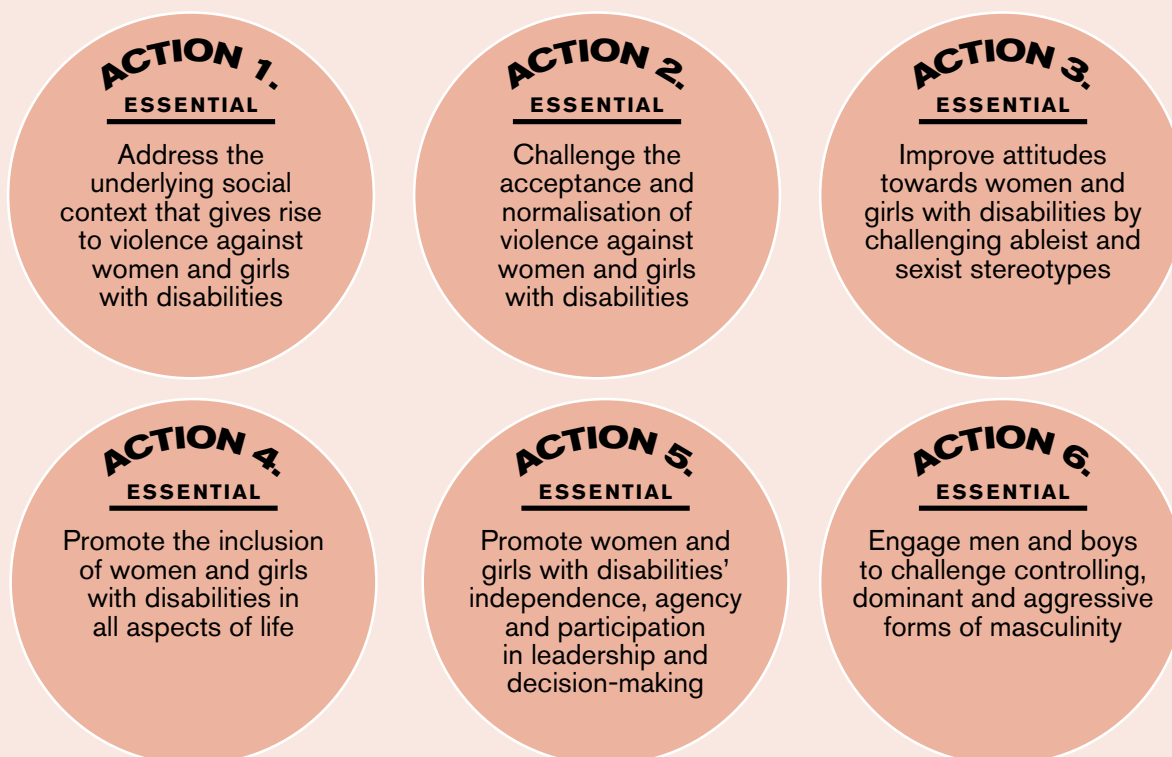 ACTION 1.
ESSENTIAL
Address the
underlying social
context that gives rise
to violence against
women and girls
with disabilities
ACTION 2.
ESSENTIAL
Challenge the
acceptance and
normalisation of
violence against
women and girls
with disabilities
ACTION 3.
ESSENTIAL
Improve attitudes
towards women and
girls with disabilities by
challenging ableist and
sexist stereotypes
ACTION 4.
ESSENTIAL
Promote the inclusion
of women and girls
with disabilities in
all aspects of life
ACTION 5.
ESSENTIAL
Promote women and
girls with disabilities’
independence, agency
and participation
in leadership and
decision-making
ACTION 6.
ESSENTIAL
Engage men and boys
to challenge controlling,
dominant and aggressive
forms of masculinity